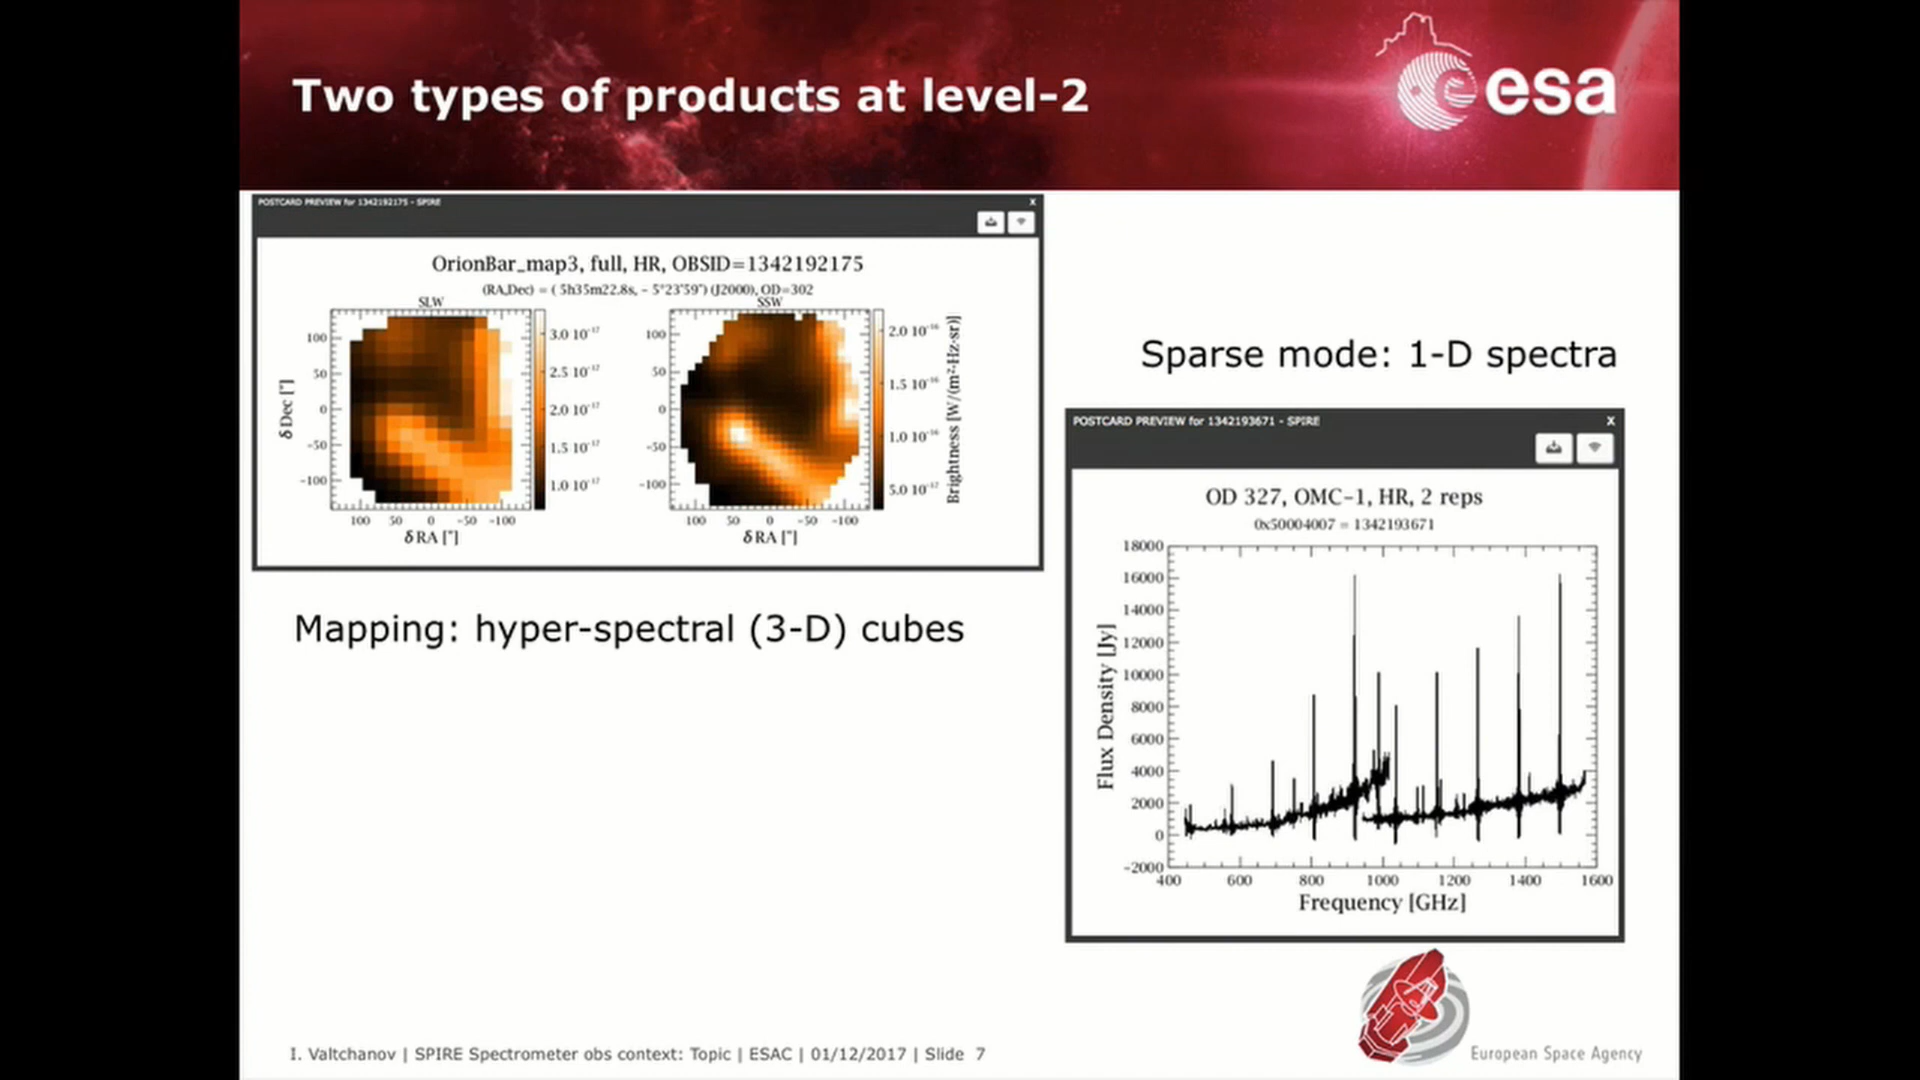 Two types of products at level-2
esa
POSTCARD PREVIEW for 1342192175 - SPIRE
X
OrionBar_map3, full, HR, OBSID=1342192175
(RA,Dec) = ( 5h35m22.8s, - 5°23'59") (J2000), OD=302
SLW
SSW
100
50
0
-50
-100
δ Dec ["]
100 50 0 -50 -100
δ RA ["]
3.0 10⁻¹⁷
2.5 10⁻¹⁷
2.0 10⁻¹⁷
1.5 10⁻¹⁷
1.0 10⁻¹⁷
100
50
0
-50
-100
100 50 0 -50 -100
δ RA ["]
2.0 10⁻¹⁶
1.5 10⁻¹⁶
1.0 10⁻¹⁶
5.0 10⁻¹⁷
Brightness [W/(m²·Hz·sr)]
Mapping: hyper-spectral (3-D) cubes
Sparse mode: 1-D spectra
POSTCARD PREVIEW for 1342193671 - SPIRE
X
OD 327, OMC-1, HR, 2 reps
0x50004007 = 1342193671
18000
16000
14000
12000
10000
8000
6000
4000
2000
0
-2000
Flux Density [Jy]
400 600 800 1000 1200 1400 1600
Frequency [GHz]
I. Valtchanov | SPIRE Spectrometer obs context: Topic | ESAC | 01/12/2017 | Slide 7
European Space Agency